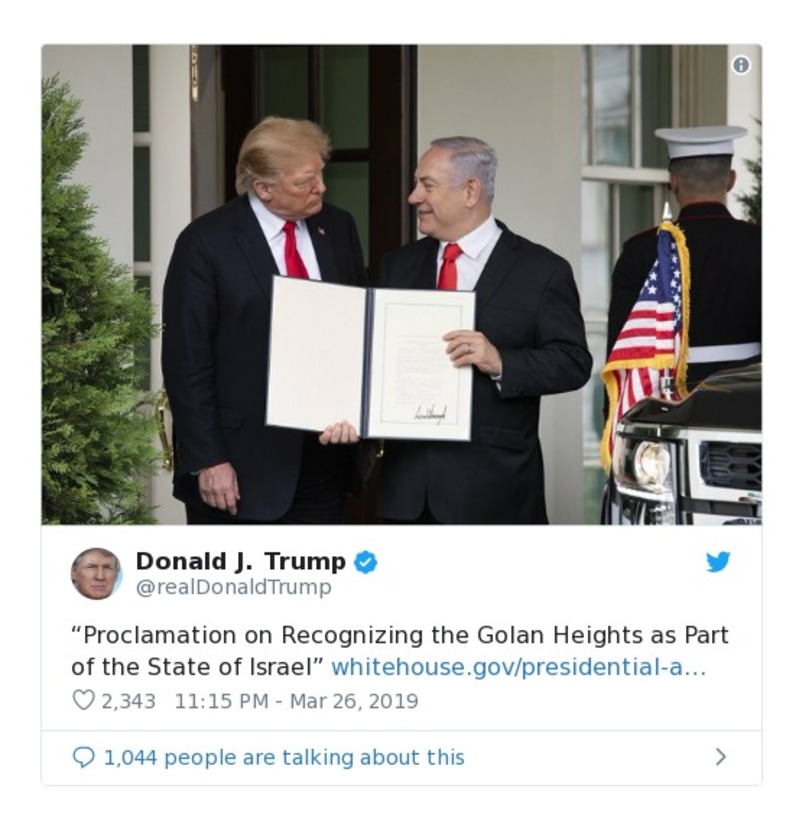 Donald J. Trump
@realDonaldTrump
“Proclamation on Recognizing the Golan Heights as Part
of the State of Israel” whitehouse.gov/presidential-a…
2,343 11:15 PM - Mar 26, 2019
1,044 people are talking about this